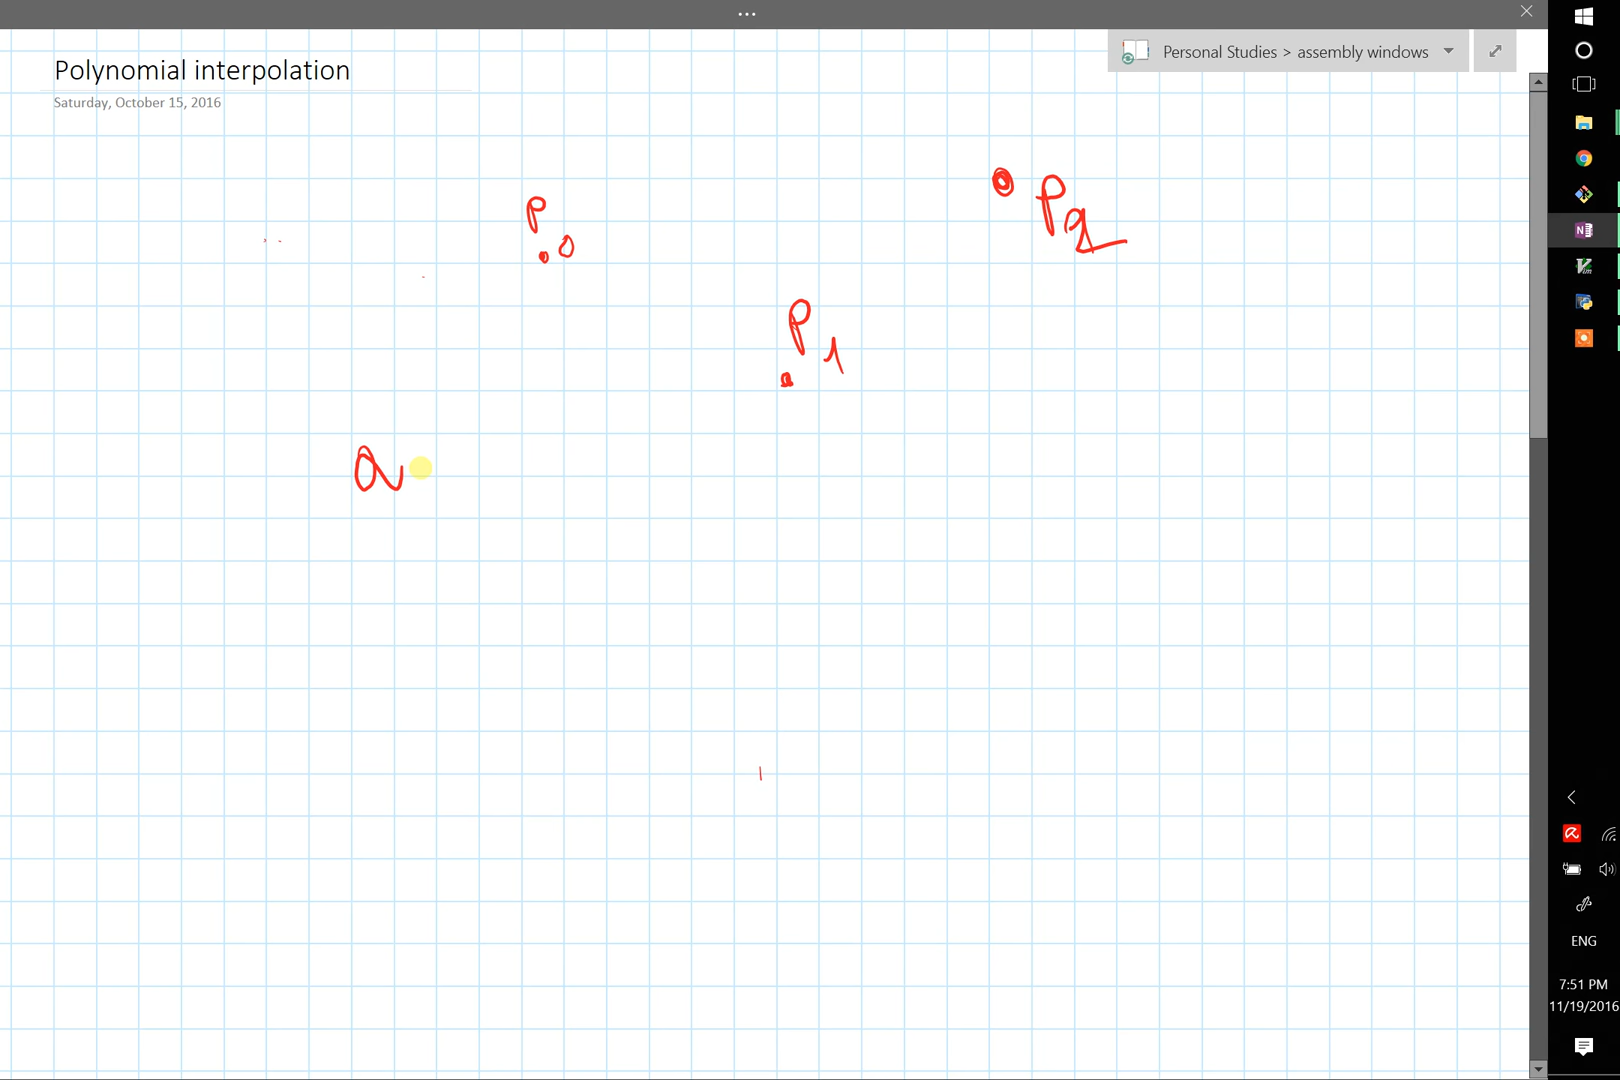 ...
Personal Studies > assembly windows
Polynomial interpolation
Saturday, October 15, 2016
P0
P2
P1
a
ENG
7:51 PM
11/19/2016